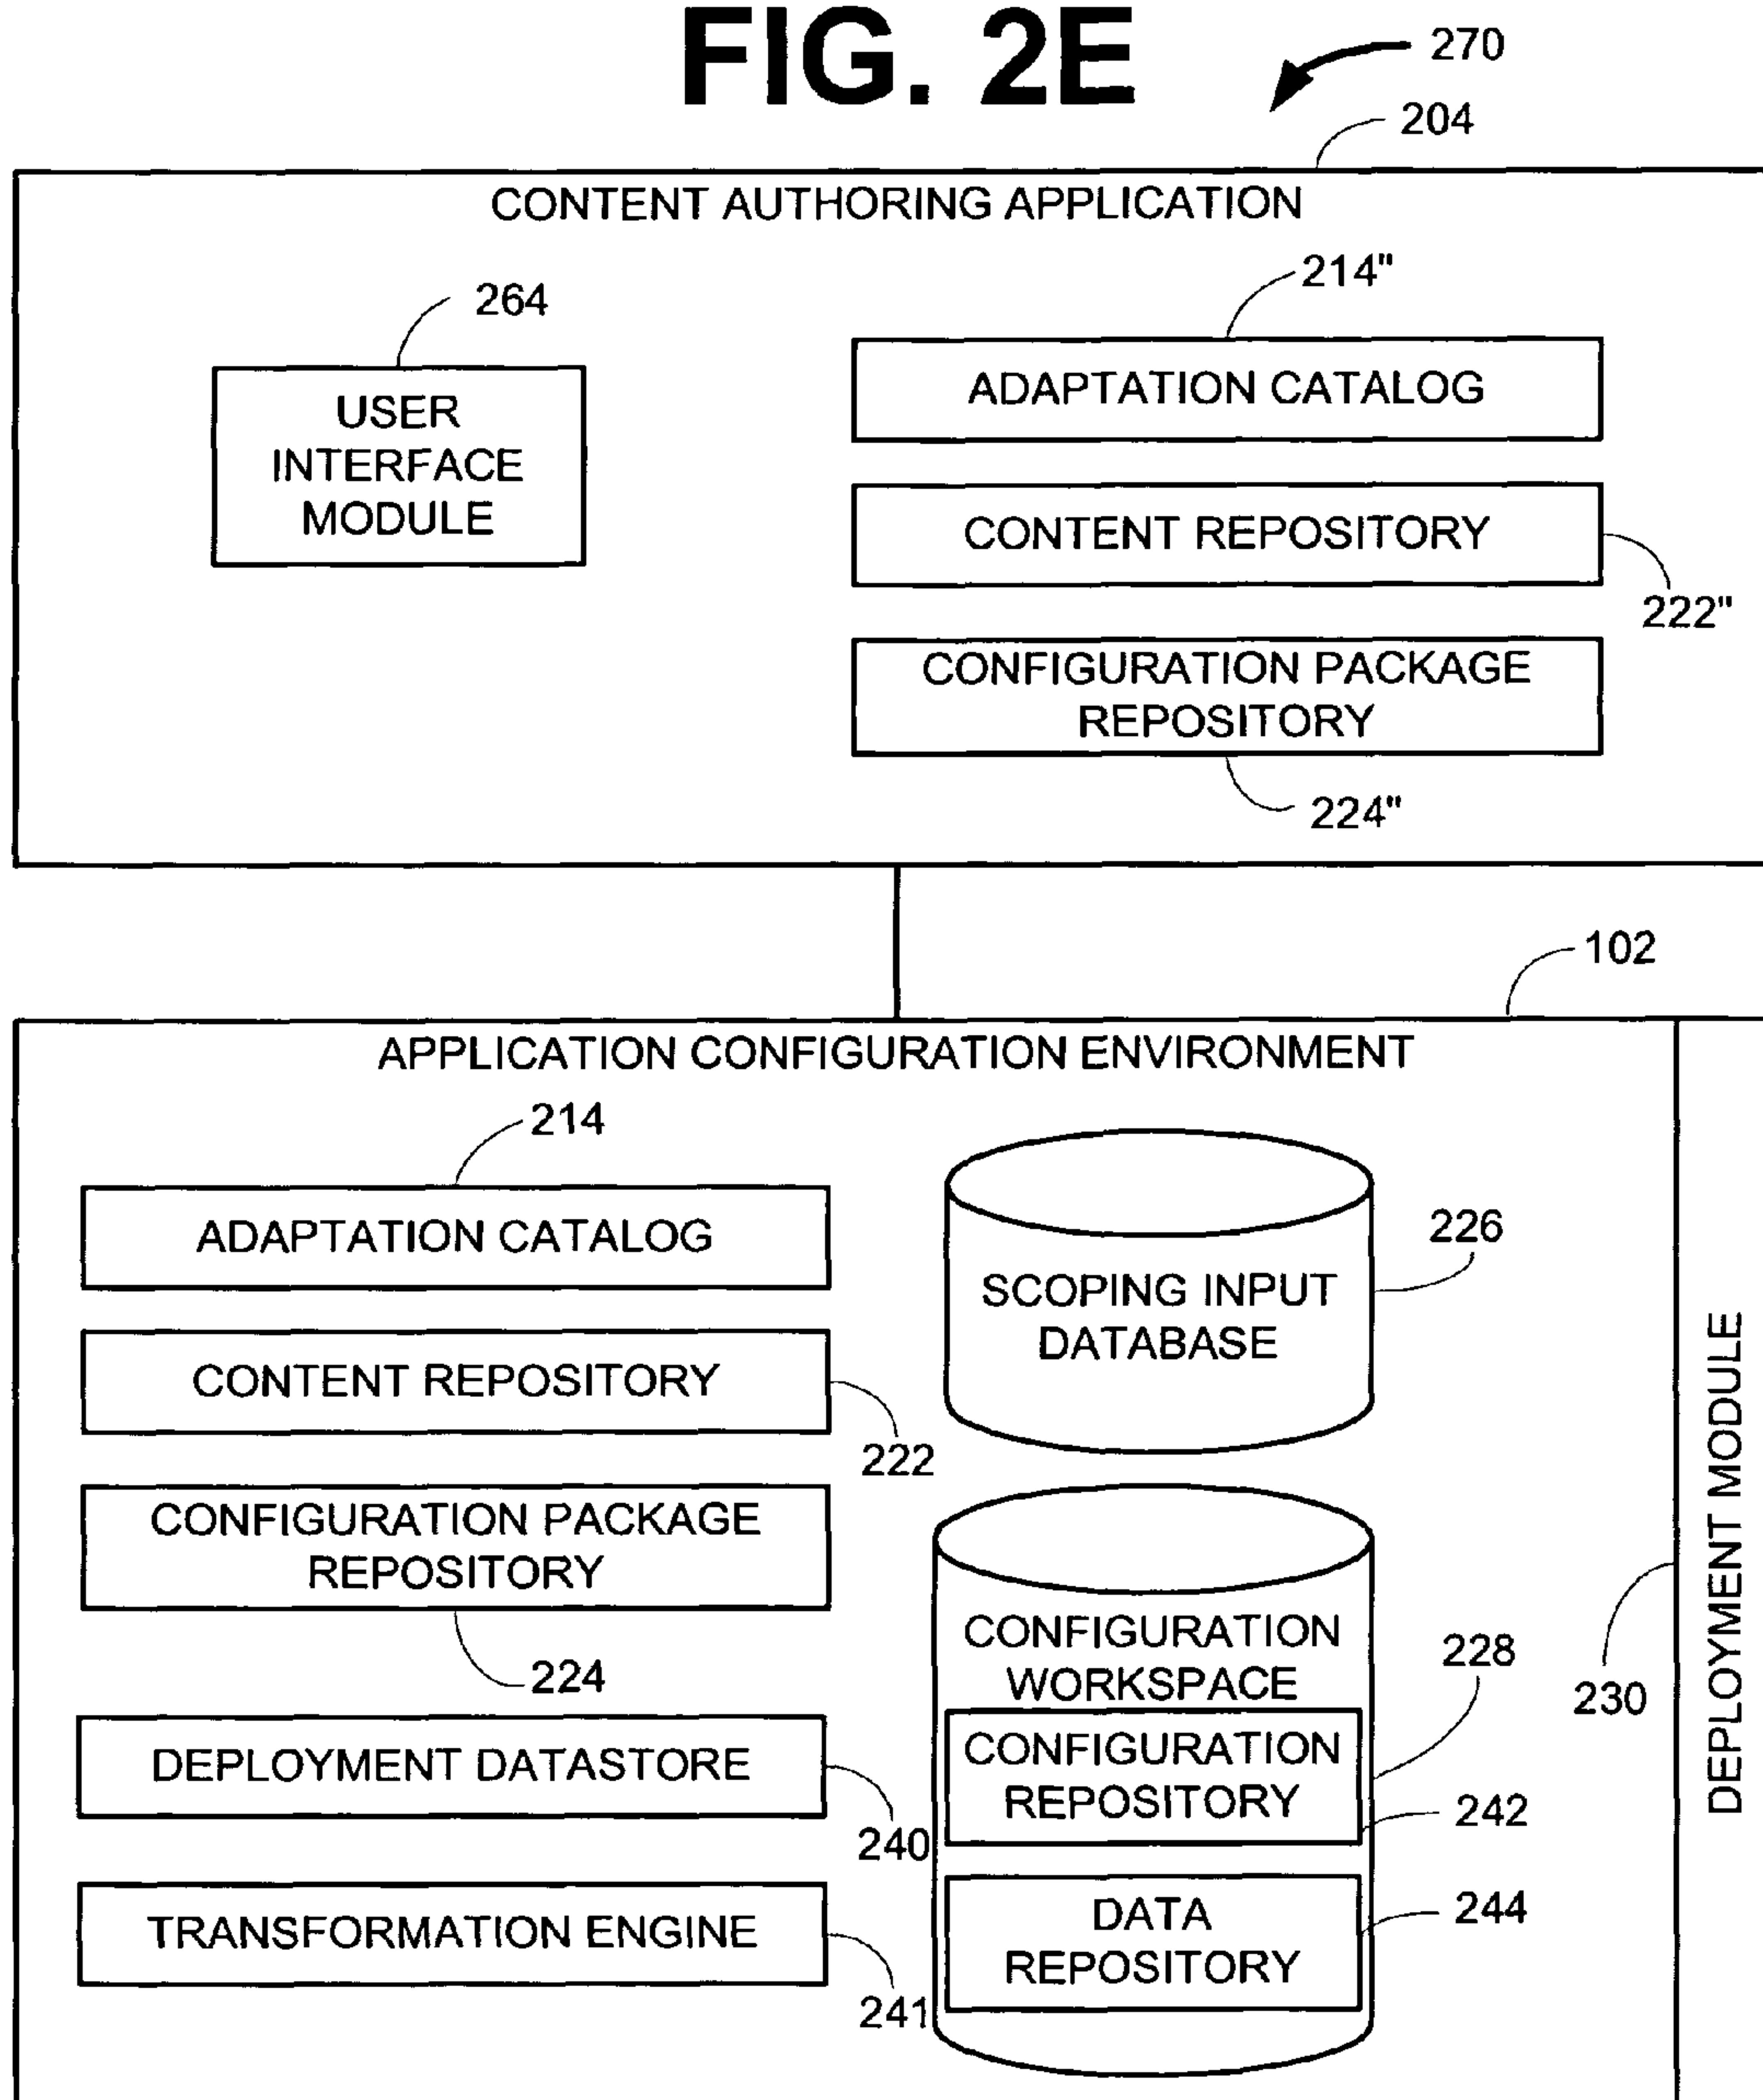 FIG. 2E
270
204
CONTENT AUTHORING APPLICATION
264
USER
INTERFACE
MODULE
214"
ADAPTATION CATALOG
CONTENT REPOSITORY
222"
CONFIGURATION PACKAGE
REPOSITORY
224"
102
APPLICATION CONFIGURATION ENVIRONMENT
214
ADAPTATION CATALOG
CONTENT REPOSITORY
222
CONFIGURATION PACKAGE
REPOSITORY
224
DEPLOYMENT DATASTORE
240
TRANSFORMATION ENGINE
241
SCOPING INPUT
DATABASE
226
CONFIGURATION
WORKSPACE
228
CONFIGURATION
REPOSITORY
242
DATA
REPOSITORY
244
230
DEPLOYMENT MODULE